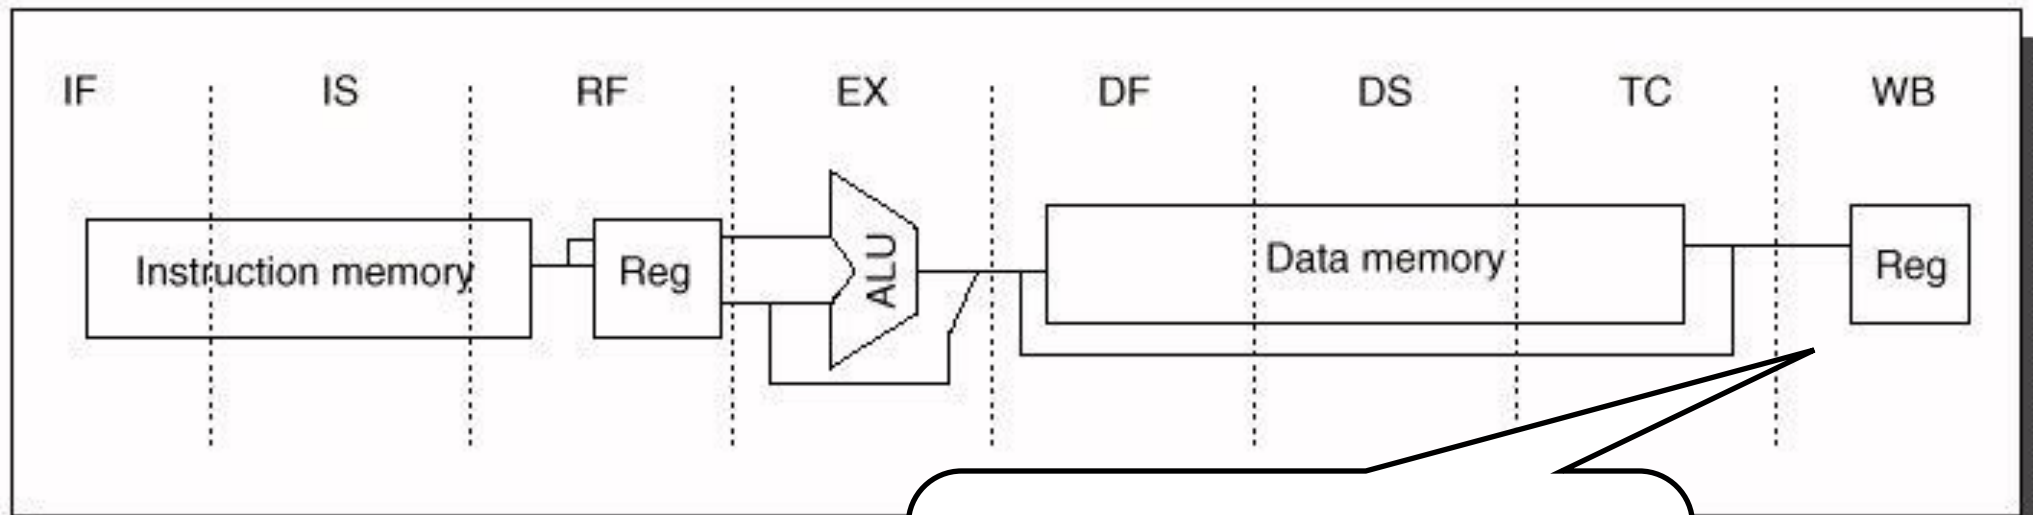 IF IS RF EX DF DS TC WB
Instruction memory Reg ALU Data memory Reg